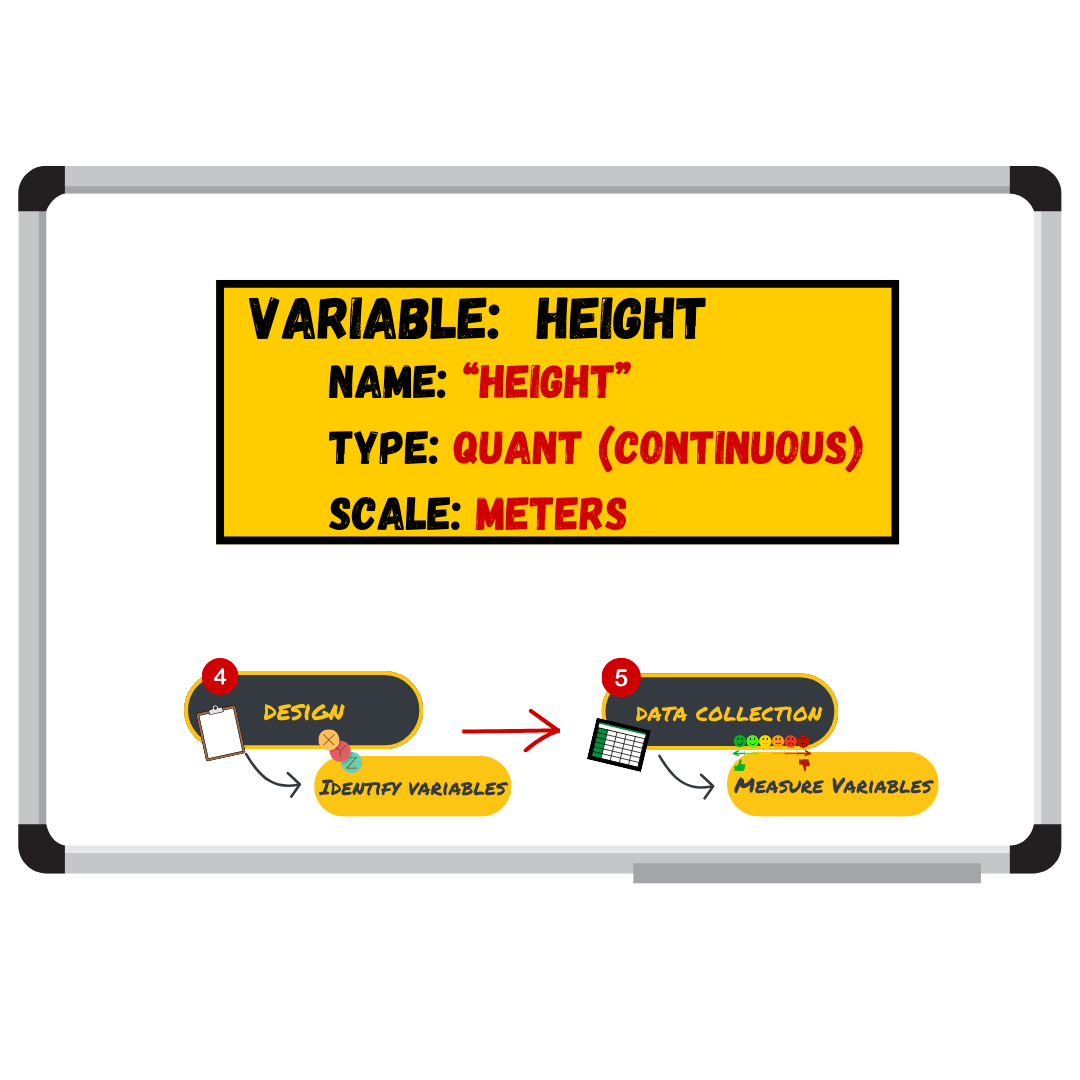 VARIABLE: HEIGHT
NAME: “HEIGHT”
TYPE: QUANT (CONTINUOUS)
SCALE: METERS
4
DESIGN
X
Y
Z
IDENTIFY VARIABLES
5
DATA COLLECTION
MEASURE VARIABLES